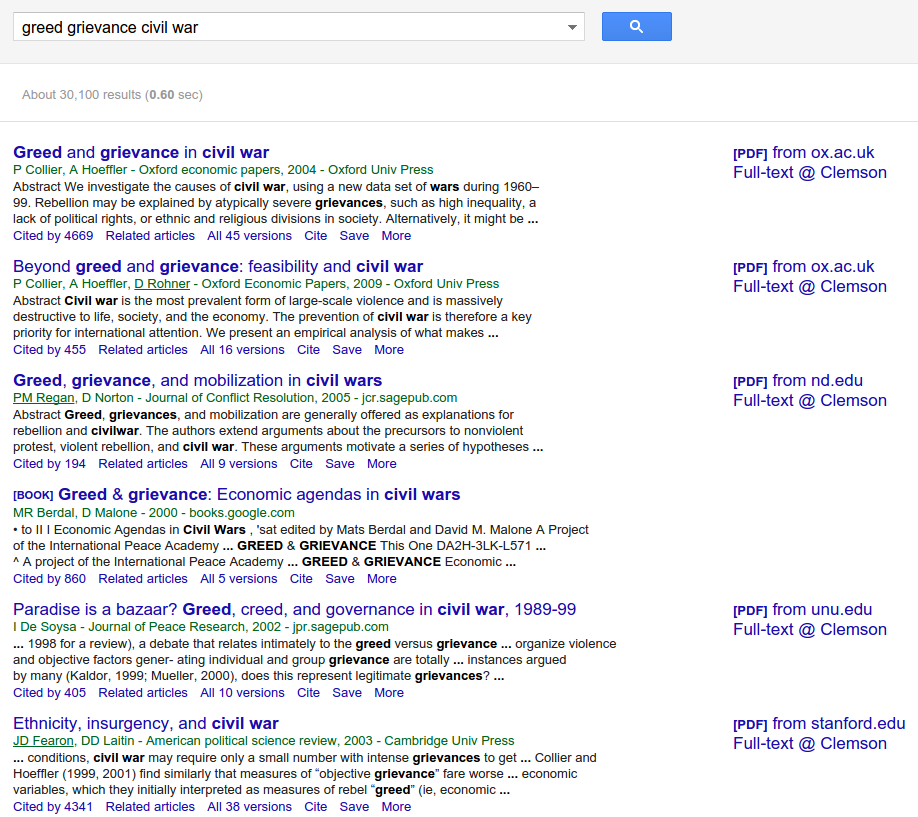 greed grievance civil war
About 30,100 results (0.60 sec)
Greed and grievance in civil war
[PDF] from ox.ac.uk
P Collier, A Hoeffler - Oxford economic papers, 2004 - Oxford Univ Press
Full-text @ Clemson
Abstract We investigate the causes of civil war, using a new data set of wars during 1960–
99. Rebellion may be explained by atypically severe grievances, such as high inequality, a
lack of political rights, or ethnic and religious divisions in society. Alternatively, it might be ...
Cited by 4669 Related articles All 45 versions Cite Save More
Beyond greed and grievance: feasibility and civil war
[PDF] from ox.ac.uk
P Collier, A Hoeffler, D Rohner - Oxford Economic Papers, 2009 - Oxford Univ Press
Full-text @ Clemson
Abstract Civil war is the most prevalent form of large-scale violence and is massively
destructive to life, society, and the economy. The prevention of civil war is therefore a key
priority for international attention. We present an empirical analysis of what makes ...
Cited by 455 Related articles All 16 versions Cite Save More
Greed, grievance, and mobilization in civil wars
[PDF] from nd.edu
PM Regan, D Norton - Journal of Conflict Resolution, 2005 - jcr.sagepub.com
Full-text @ Clemson
Abstract Greed, grievances, and mobilization are generally offered as explanations for
rebellion and civilwar. The authors extend arguments about the precursors to nonviolent
protest, violent rebellion, and civil war. These arguments motivate a series of hypotheses ...
Cited by 194 Related articles All 9 versions Cite Save More
[BOOK] Greed & grievance: Economic agendas in civil wars
MR Berdal, D Malone - 2000 - books.google.com
• to II I Economic Agendas in Civil Wars , 'sat edited by Mats Berdal and David M. Malone A Project
of the International Peace Academy ... GREED & GRIEVANCE This One DA2H-3LK-L571 ...
^ A project of the International Peace Academy ... GREED & GRIEVANCE Economic ...
Cited by 860 Related articles All 5 versions Cite Save More
Paradise is a bazaar? Greed, creed, and governance in civil war, 1989-99
[PDF] from unu.edu
I De Soysa - Journal of Peace Research, 2002 - jpr.sagepub.com
Full-text @ Clemson
... 1998 for a review), a debate that relates intimately to the greed versus grievance ... organize violence
and objective factors gener- ating individual and group grievance are totally ... instances argued
by many (Kaldor, 1999; Mueller, 2000), does this represent legitimate grievances? ...
Cited by 405 Related articles All 10 versions Cite Save More
Ethnicity, insurgency, and civil war
[PDF] from stanford.edu
JD Fearon, DD Laitin - American political science review, 2003 - Cambridge Univ Press
Full-text @ Clemson
... conditions, civil war may require only a small number with intense grievances to get ... Collier and
Hoeffler (1999, 2001) find similarly that measures of “objective grievance” fare worse ... economic
variables, which they initially interpreted as measures of rebel “greed” (ie, economic ...
Cited by 4341 Related articles All 38 versions Cite Save More